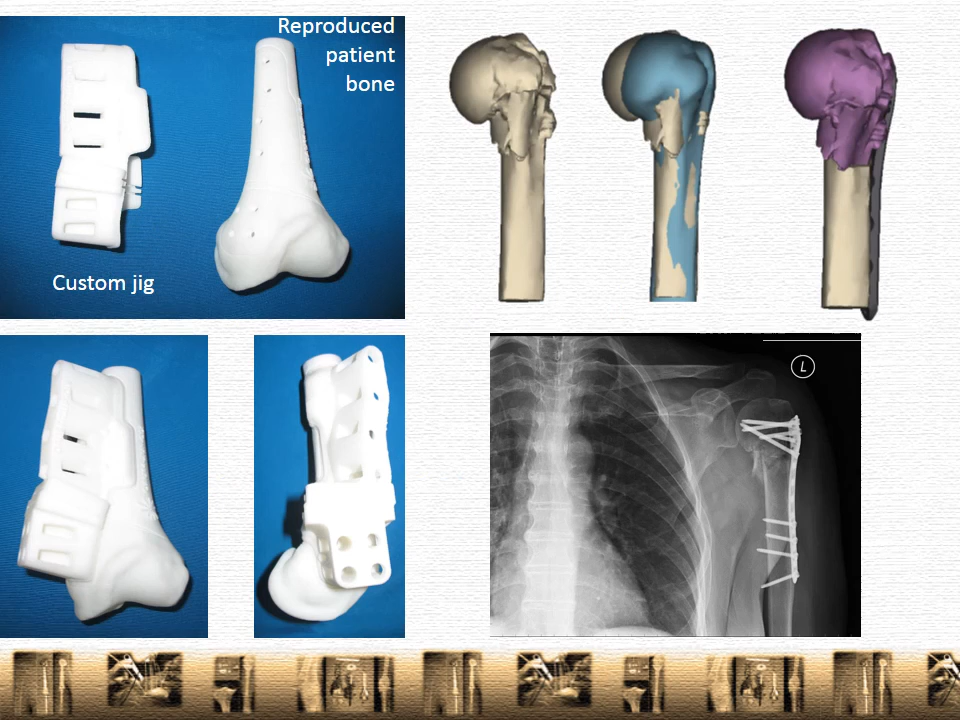 Reproduced
patient
bone
Custom jig
L